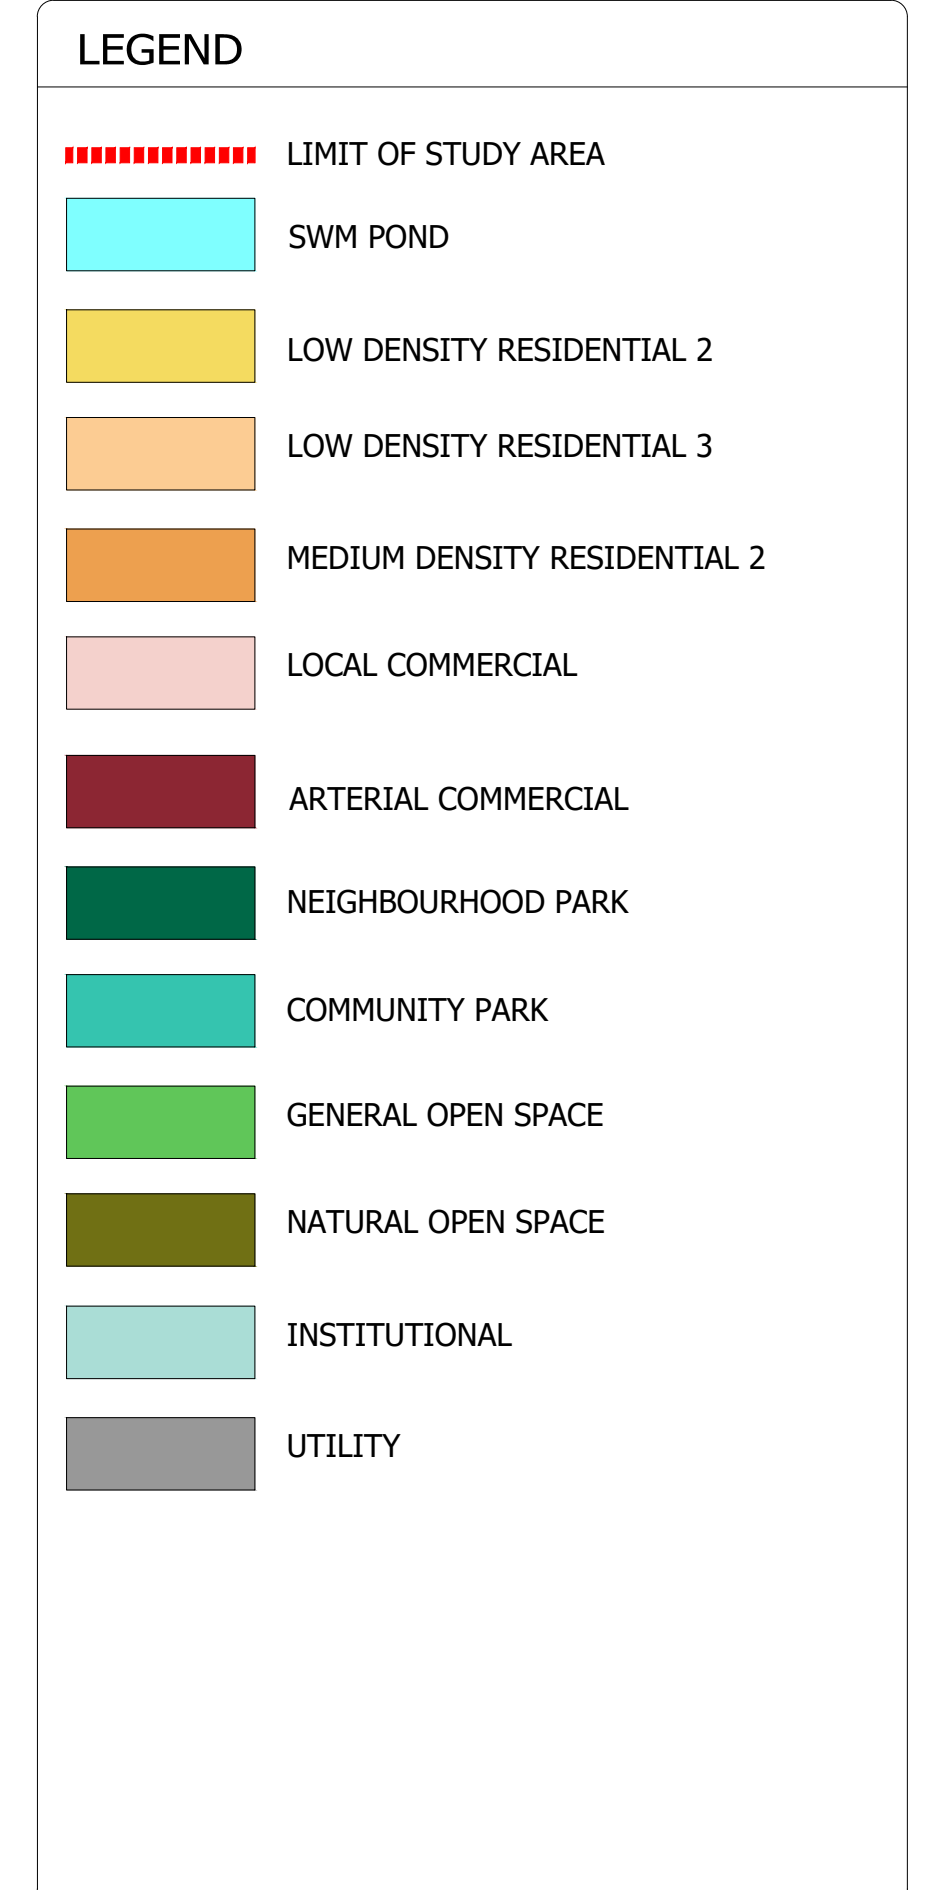 LEGEND
LIMIT OF STUDY AREA
SWM POND
LOW DENSITY RESIDENTIAL 2
LOW DENSITY RESIDENTIAL 3
MEDIUM DENSITY RESIDENTIAL 2
LOCAL COMMERCIAL
ARTERIAL COMMERCIAL
NEIGHBOURHOOD PARK
COMMUNITY PARK
GENERAL OPEN SPACE
NATURAL OPEN SPACE
INSTITUTIONAL
UTILITY